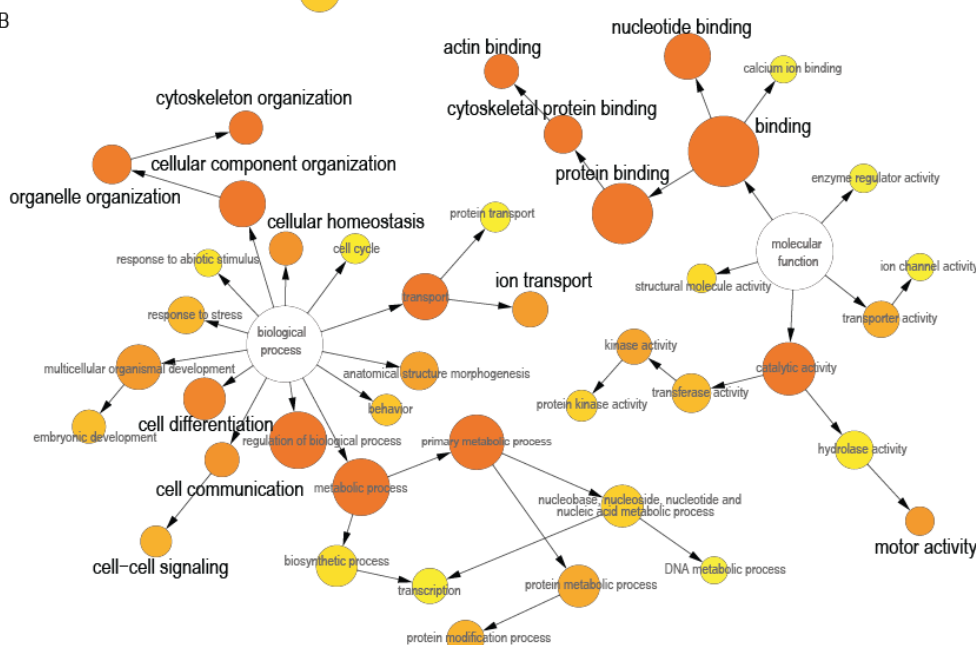 B
nucleotide binding
actin binding
calcium ion binding
cytoskeleton organization
cytoskeletal protein binding
binding
cellular component organization
protein binding
enzyme regulator activity
organelle organization
cellular homeostasis
protein transport
cell cycle
molecular
function
response to abiotic stimulus
ion channel activity
ion transport
structural molecule activity
transport
response to stress
transporter activity
biological
process
kinase activity
multicellular organismal development
anatomical structure morphogenesis
catalytic activity
transferase activity
behavior
protein kinase activity
cell differentiation
embryonic development
regulation of biological process
primary metabolic process
hydrolase activity
cell communication
metabolic process
nucleobase, nucleoside, nucleotide and
nucleic acid metabolic process
motor activity
biosynthetic process
cell-cell signaling
DNA metabolic process
transcription
protein metabolic process
protein modification process